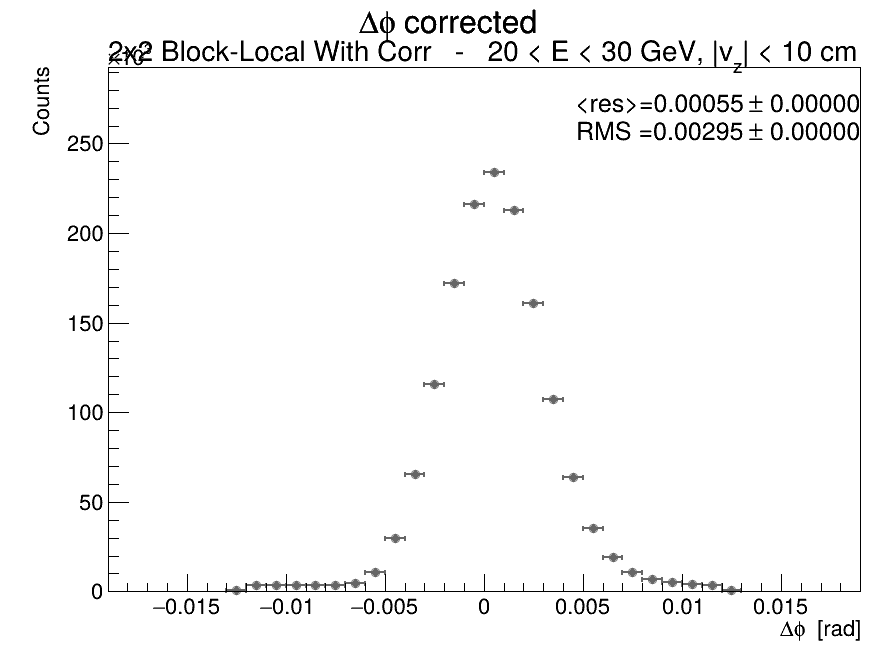 Δϕ corrected
2x2 Block-Local With Corr - 20 < E < 30 GeV, |v_z| < 10 cm
<res>=0.00055 ± 0.00000
RMS =0.00295 ± 0.00000
Counts
250
200
150
100
50
0
−0.015 −0.01 −0.005 0 0.005 0.01 0.015
Δϕ [rad]